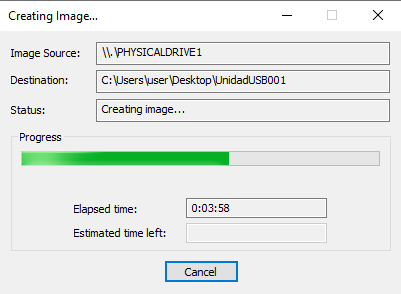 Creating Image...
Image Source: \\.\PHYSICALDRIVE1
Destination: C:\Users\user\Desktop\UnidadUSB001
Status: Creating image...
Progress
Elapsed time: 0:03:58
Estimated time left:
Cancel